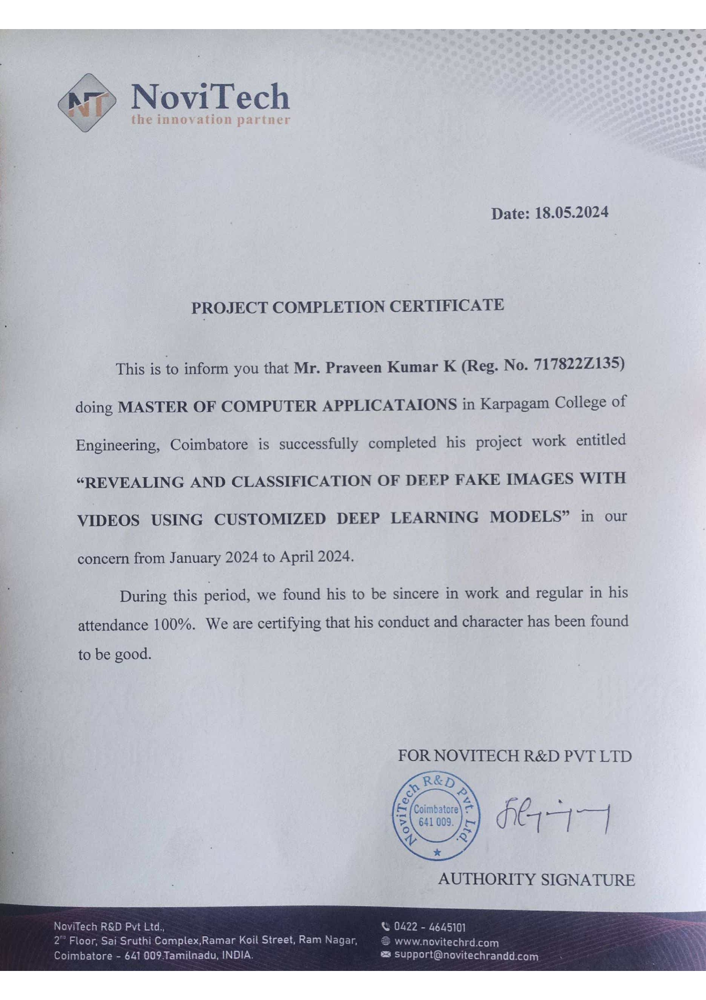 NT NoviTech
the innovation partner
Date: 18.05.2024
PROJECT COMPLETION CERTIFICATE
This is to inform you that Mr. Praveen Kumar K (Reg. No. 717822Z135)
doing MASTER OF COMPUTER APPLICATAIONS in Karpagam College of
Engineering, Coimbatore is successfully completed his project work entitled
“REVEALING AND CLASSIFICATION OF DEEP FAKE IMAGES WITH
VIDEOS USING CUSTOMIZED DEEP LEARNING MODELS” in our
concern from January 2024 to April 2024.
During this period, we found his to be sincere in work and regular in his
attendance 100%. We are certifying that his conduct and character has been found
to be good.
FOR NOVITECH R&D PVT LTD
NoviTech R&D Pvt. Ltd.
Coimbatore
641 009.
AUTHORITY SIGNATURE
NoviTech R&D Pvt Ltd.,
2nd Floor, Sai Sruthi Complex,Ramar Koil Street, Ram Nagar,
Coimbatore - 641 009.Tamilnadu, INDIA.
0422 - 4645101
www.novitechrd.com
support@novitechrandd.com